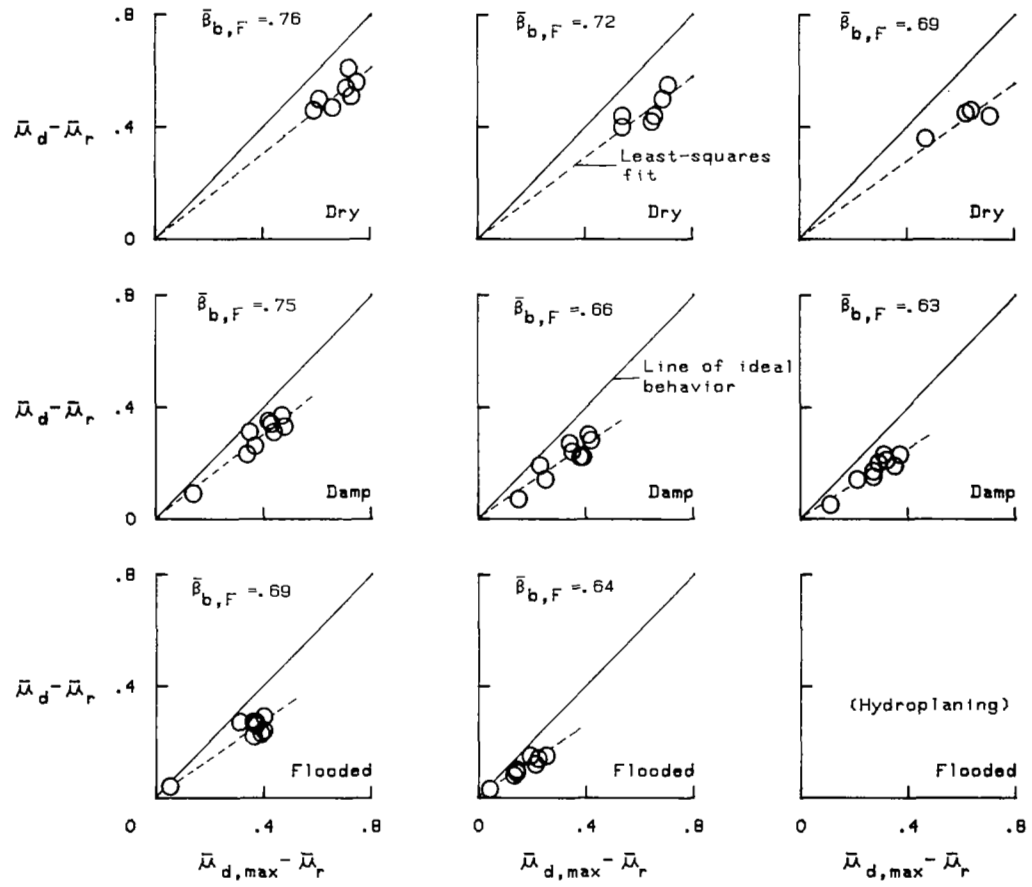 .8
β̄b,F =.76
β̄b,F =.72
β̄b,F =.69
μ̄d - μ̄r
.4
Least-squares
fit
Dry
Dry
Dry
0
.8
β̄b,F =.75
β̄b,F =.66
β̄b,F =.63
Line of ideal
behavior
μ̄d - μ̄r
.4
Damp
Damp
Damp
0
.8
β̄b,F =.69
β̄b,F =.64
μ̄d - μ̄r
.4
(Hydroplaning)
Flooded
Flooded
Flooded
0 .4 .8 0 .4 .8 0 .4 .8
μ̄d,max - μ̄r μ̄d,max - μ̄r μ̄d,max - μ̄r